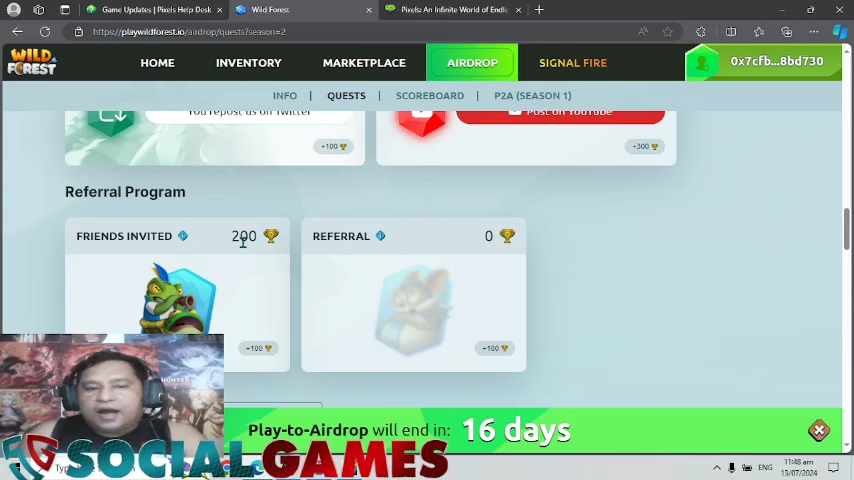 Game Updates | Pixels Help Desk
Wild Forest
Pixels: An Infinite World of Endle
https://playwildforest.io/airdrop/quests?season=2
WILD FOREST
HOME
INVENTORY
MARKETPLACE
AIRDROP
SIGNAL FIRE
0x7cfb...8bd730
INFO
QUESTS
SCOREBOARD
P2A (SEASON 1)
You repost us on Twitter
Post on YouTube
+100
+300
Referral Program
FRIENDS INVITED
200
REFERRAL
0
+100
+100
Play-to-Airdrop will end in: 16 days
SOCIALGAMES
ENG
11:48 am
13/07/2024